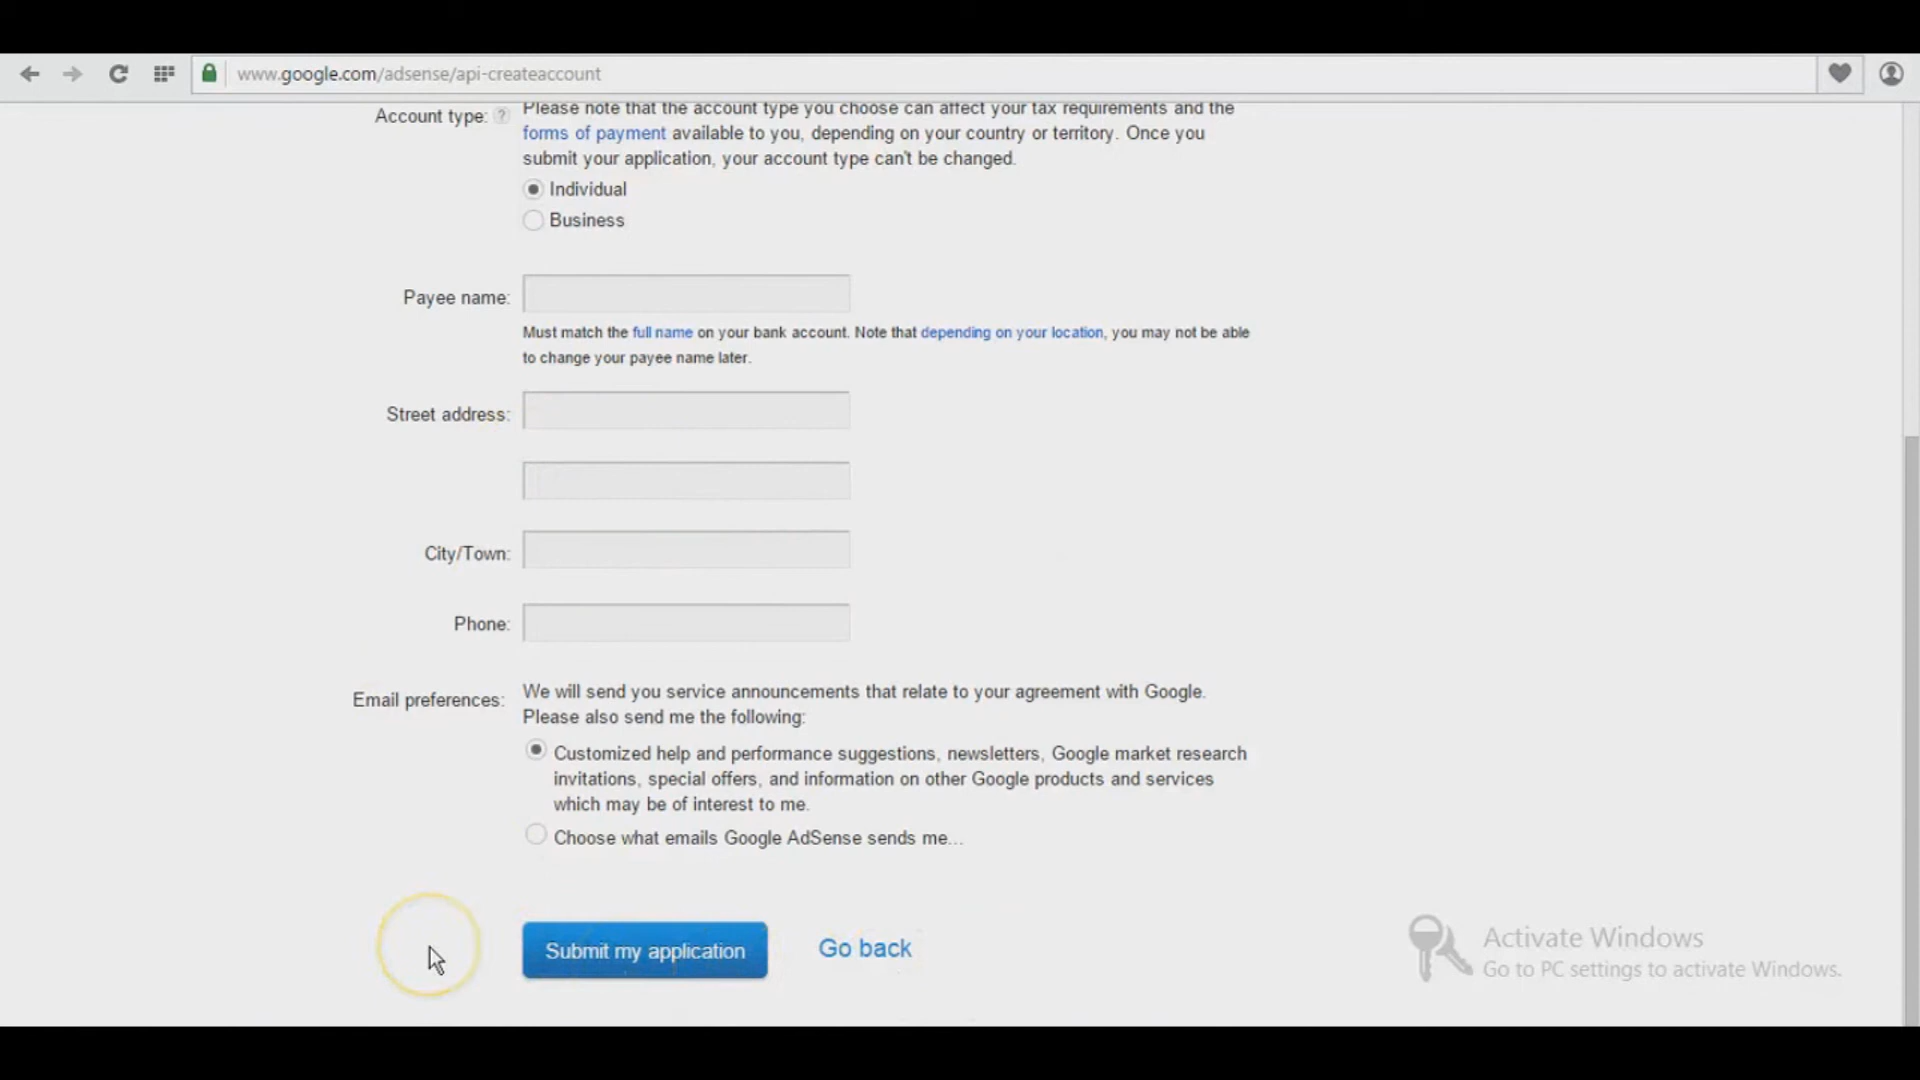 www.google.com/adsense/api-createaccount
Account type: ?
Please note that the account type you choose can affect your tax requirements and the
forms of payment available to you, depending on your country or territory. Once you
submit your application, your account type can't be changed.
Individual
Business
Payee name:
Must match the full name on your bank account. Note that depending on your location, you may not be able
to change your payee name later.
Street address:
City/Town:
Phone:
Email preferences:
We will send you service announcements that relate to your agreement with Google.
Please also send me the following:
Customized help and performance suggestions, newsletters, Google market research
invitations, special offers, and information on other Google products and services
which may be of interest to me.
Choose what emails Google AdSense sends me...
Submit my application
Go back
Activate Windows
Go to PC settings to activate Windows.